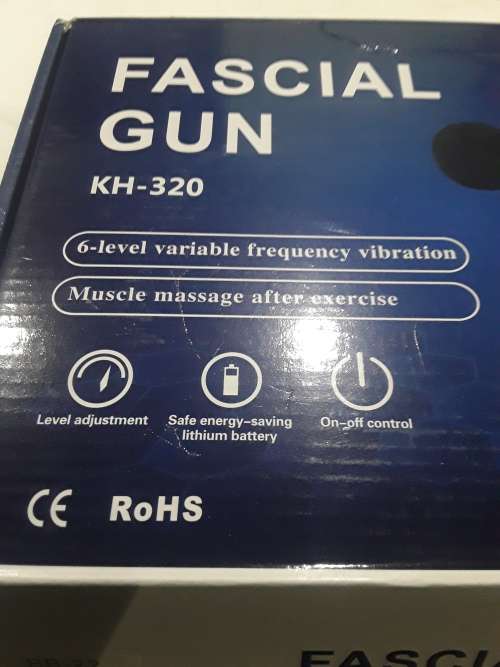 FASCIAL
GUN
KH-320
6-level variable frequency vibration
Muscle massage after exercise
Level adjustment
Safe energy-saving
lithium battery
On-off control
CE RoHS